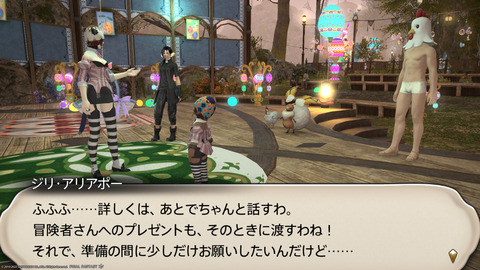 ジリ・アリアポー
ふふふ……詳しくは、あとでちゃんと話すわ。
冒険者さんへのプレゼントも、そのときに渡すわね！
それで、準備の間に少しだけお願いしたいんだけど……